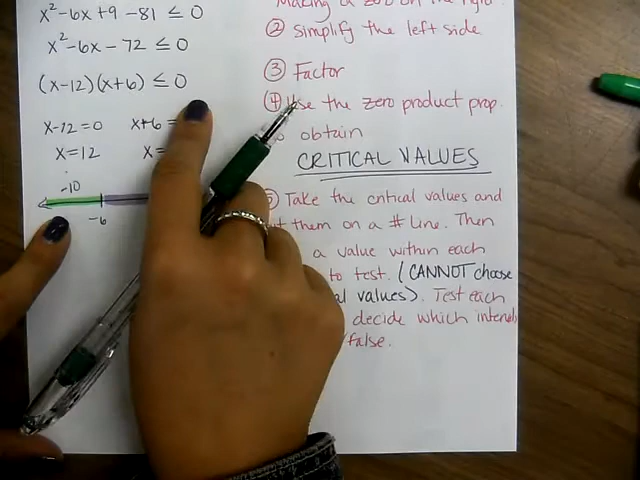 x² -6x +9 -81 ≤ 0
x² -6x -72 ≤ 0
(x-12)(x+6) ≤ 0
x-12=0 x+6=
x=12 x=
-10
-6
Making a zero on the right.
② simplify the left side
③ Factor
④ Use the zero product prop.
obtain
CRITICAL VALUES
Take the critical values and
them on a # line. Then
a value within each
to test. (CANNOT choose
values). Test each
decide which
false.